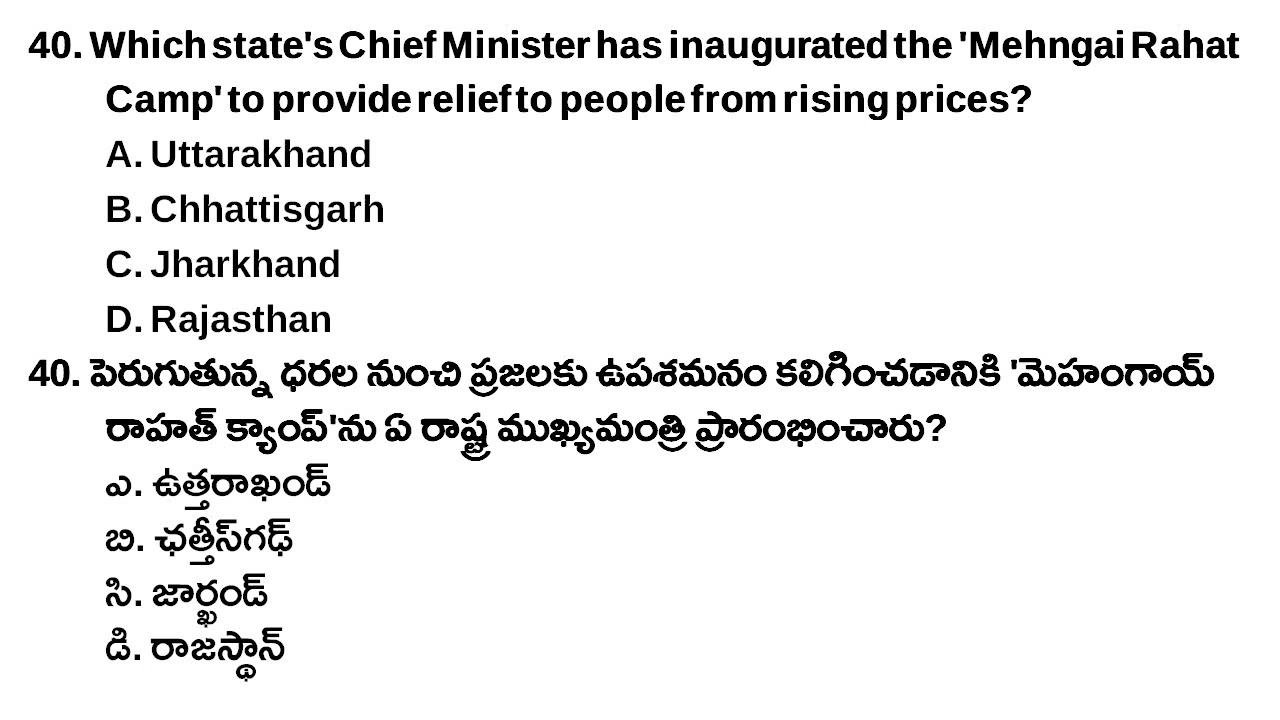 40. Which state's Chief Minister has inaugurated the 'Mehngai Rahat
Camp' to provide relief to people from rising prices?
A. Uttarakhand
B. Chhattisgarh
C. Jharkhand
D. Rajasthan
40. పెరుగుతున్న ధరల నుంచి ప్రజలకు ఉపశమనం కలిగించడానికి 'మెహంగాయ్
రాహత్ క్యాంప్'ను ఏ రాష్ట్ర ముఖ్యమంత్రి ప్రారంభించారు?
ఎ. ఉత్తరాఖండ్
బి. ఛత్తీస్‌గఢ్
సి. జార్ఖండ్
డి. రాజస్థాన్